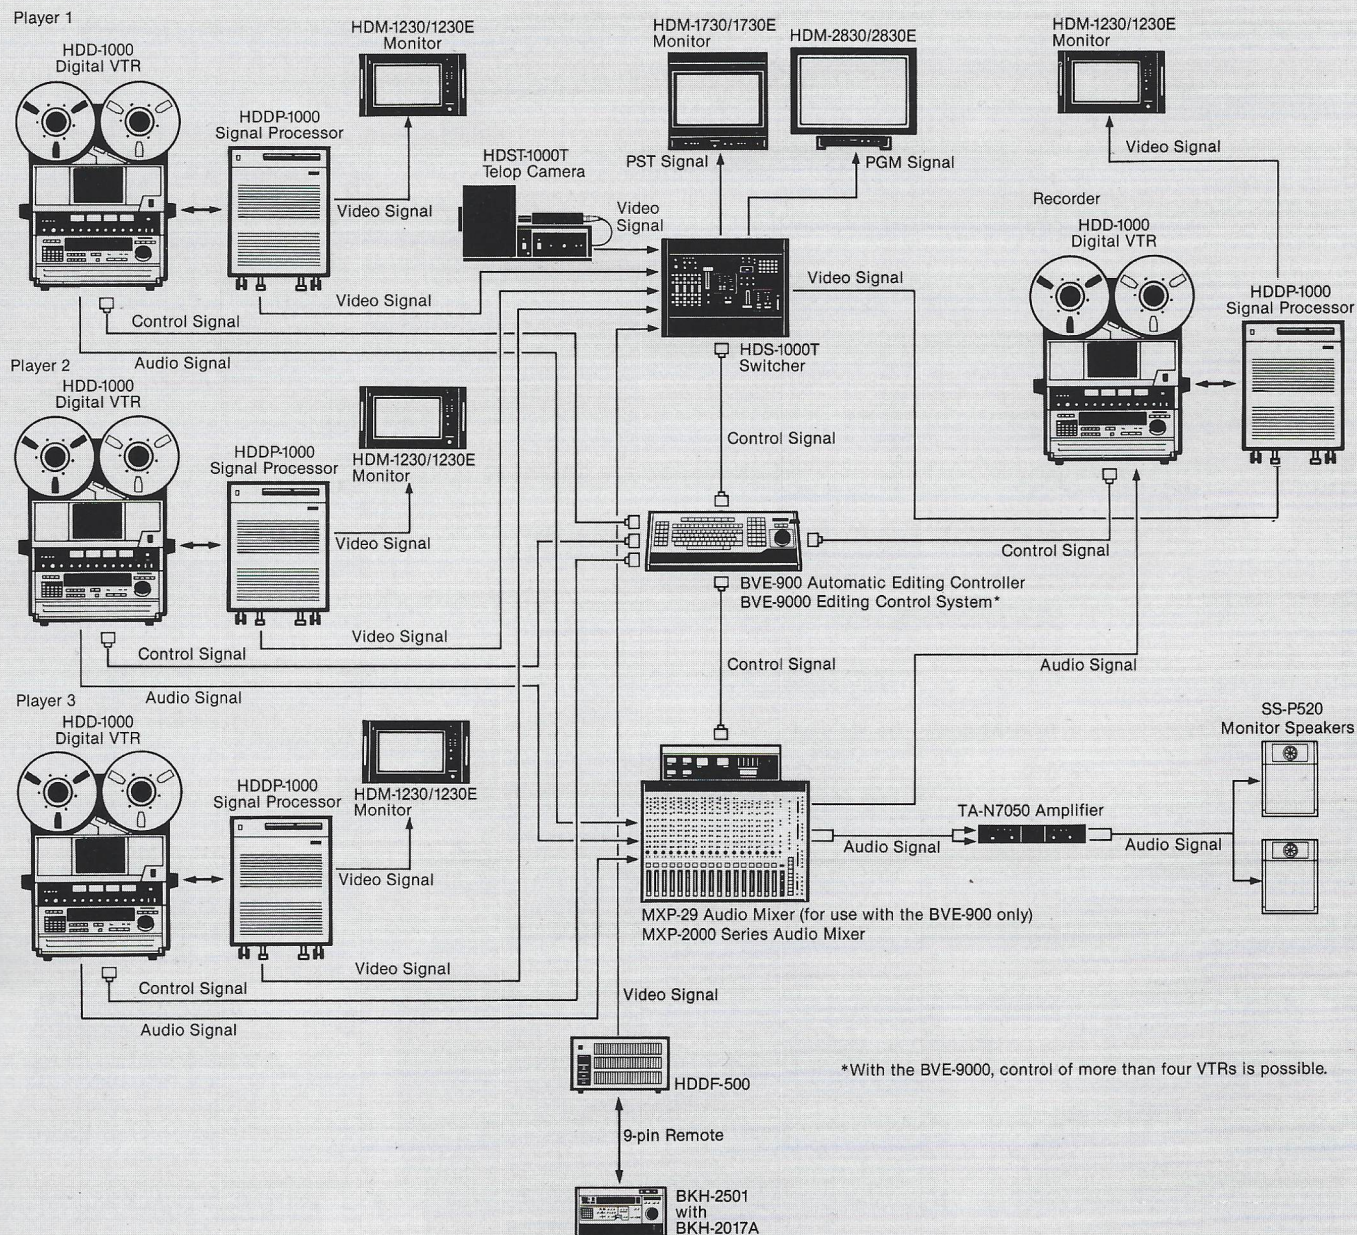 Player 1
HDD-1000
Digital VTR
HDDP-1000
Signal Processor
HDM-1230/1230E
Monitor
Video Signal
Video Signal
Control Signal
Audio Signal
HDST-1000T
Telop Camera
Video
Signal
HDM-1730/1730E
Monitor
HDM-2830/2830E
PST Signal
PGM Signal
HDS-1000T
Switcher
Video Signal
Control Signal
HDM-1230/1230E
Monitor
Video Signal
Recorder
HDD-1000
Digital VTR
HDDP-1000
Signal Processor
Player 2
HDD-1000
Digital VTR
HDDP-1000
Signal Processor
HDM-1230/1230E
Monitor
Video Signal
Video Signal
Control Signal
Audio Signal
Control Signal
BVE-900 Automatic Editing Controller
BVE-9000 Editing Control System*
Control Signal
Audio Signal
Player 3
HDD-1000
Digital VTR
HDDP-1000
Signal Processor
HDM-1230/1230E
Monitor
Video Signal
Video Signal
Control Signal
Audio Signal
MXP-29 Audio Mixer (for use with the BVE-900 only)
MXP-2000 Series Audio Mixer
Audio Signal
TA-N7050 Amplifier
Audio Signal
SS-P520
Monitor Speakers
Video Signal
HDDF-500
9-pin Remote
BKH-2501
with
BKH-2017A
*With the BVE-9000, control of more than four VTRs is possible.